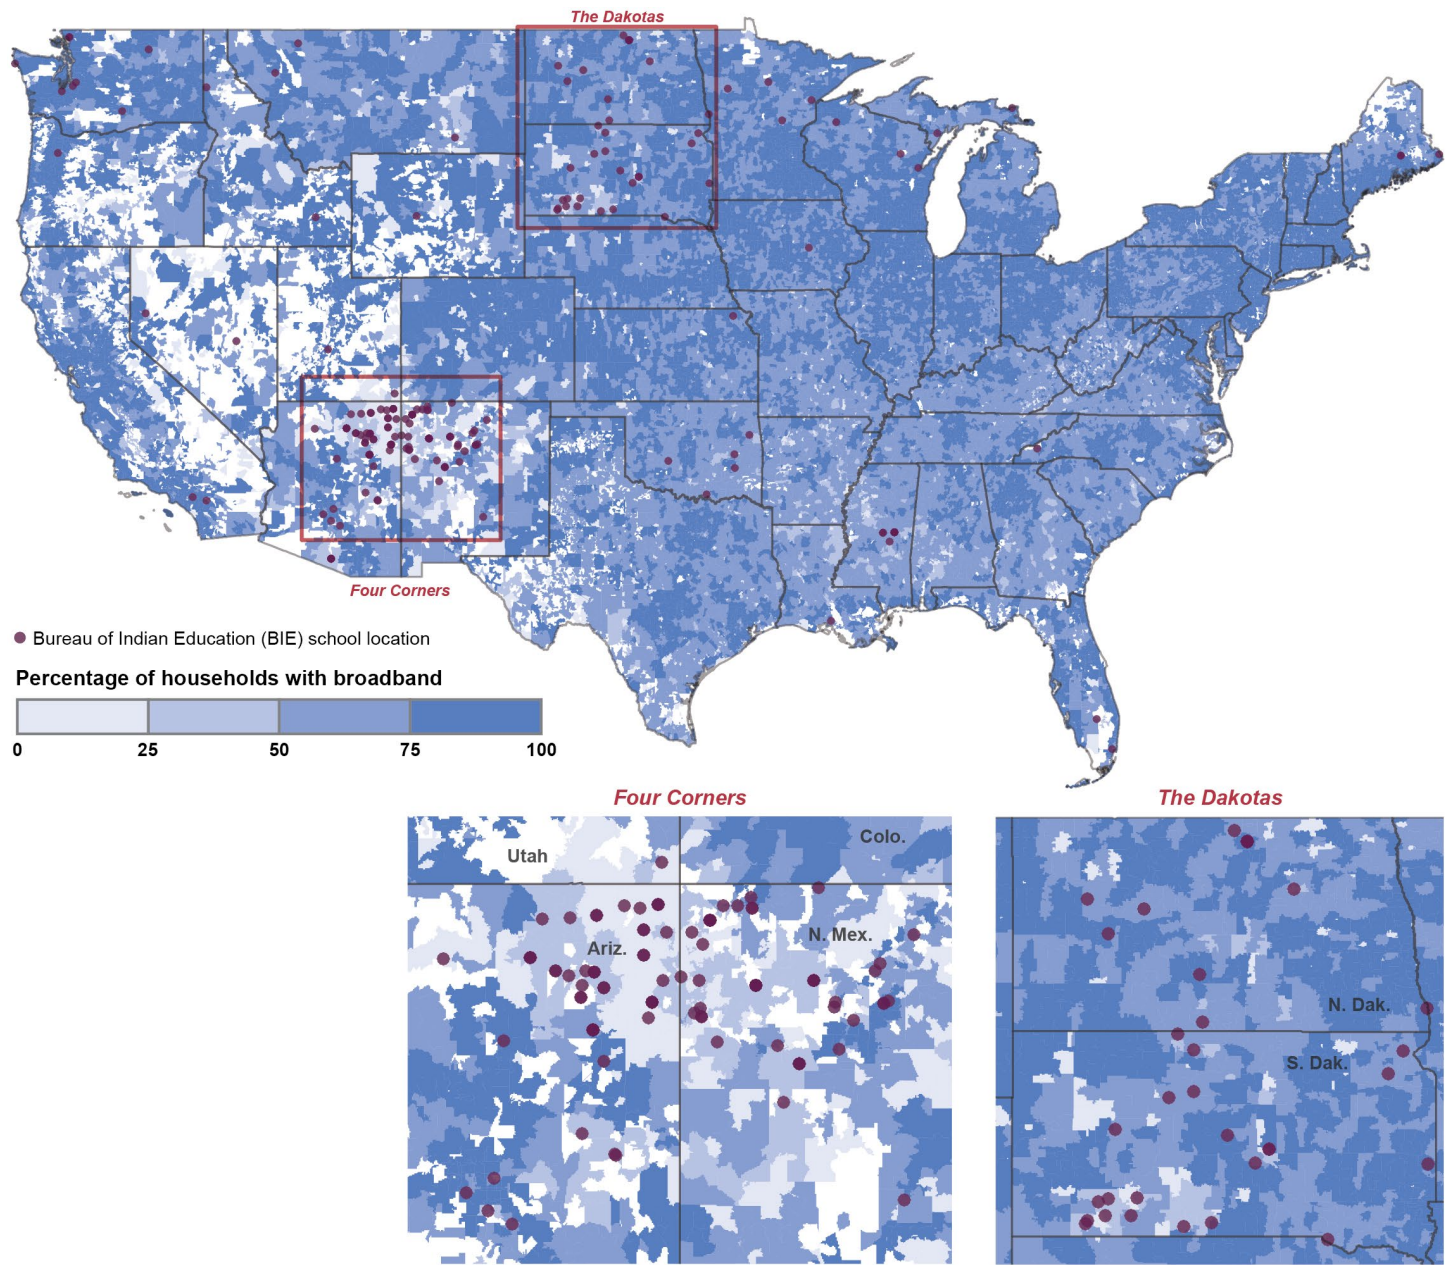 The Dakotas
Four Corners
Bureau of Indian Education (BIE) school location
Percentage of households with broadband
0 25 50 75 100
Four Corners
The Dakotas
Utah
Colo.
Ariz.
N. Mex.
N. Dak.
S. Dak.